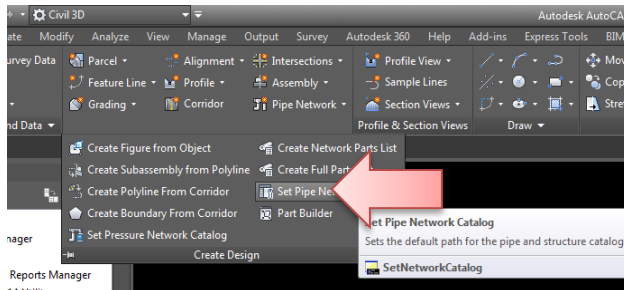 Civil 3D Autodesk AutoCA
ate Modify Analyze View Manage Output Survey Autodesk 360 Help Add-ins Express Tools BIM
urvey Data Parcel Alignment Intersections Profile View Mov
Feature Line Profile Assembly Sample Lines Cop
Grading Corridor Pipe Network Section Views Stre
nd Data Profile & Section Views Draw
Create Figure from Object Create Network Parts List
Create Subassembly from Polyline Create Full Part
Create Polyline From Corridor Set Pipe Ne
Create Boundary From Corridor Part Builder
Set Pressure Network Catalog
Create Design
et Pipe Network Catalog
Sets the default path for the pipe and structure catalog
SetNetworkCatalog
nager
Reports Manager